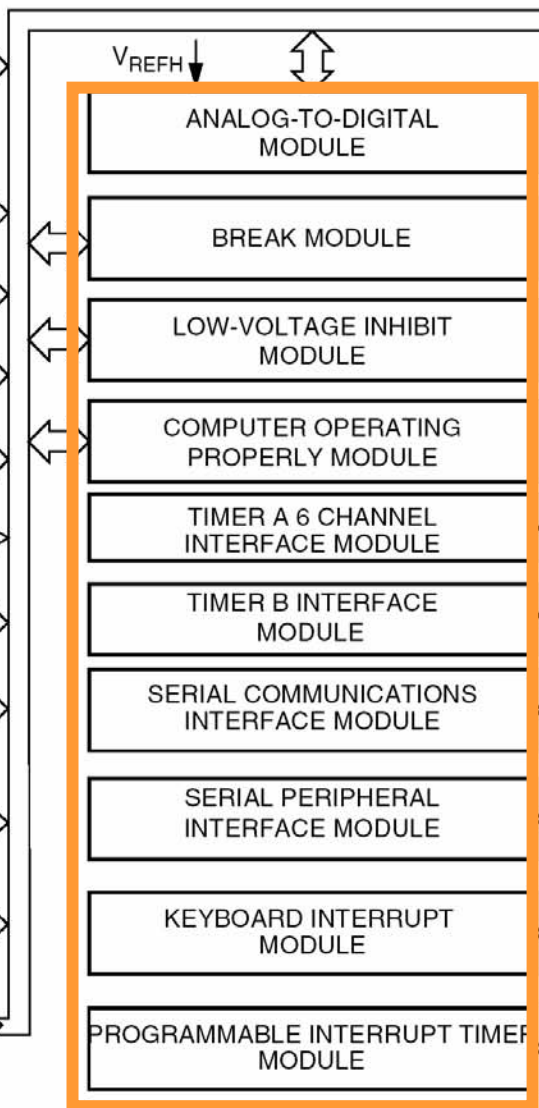 VREFH
ANALOG-TO-DIGITAL
MODULE
BREAK MODULE
LOW-VOLTAGE INHIBIT
MODULE
COMPUTER OPERATING
PROPERLY MODULE
TIMER A 6 CHANNEL
INTERFACE MODULE
TIMER B INTERFACE
MODULE
SERIAL COMMUNICATIONS
INTERFACE MODULE
SERIAL PERIPHERAL
INTERFACE MODULE
KEYBOARD INTERRUPT
MODULE
PROGRAMMABLE INTERRUPT TIMER
MODULE